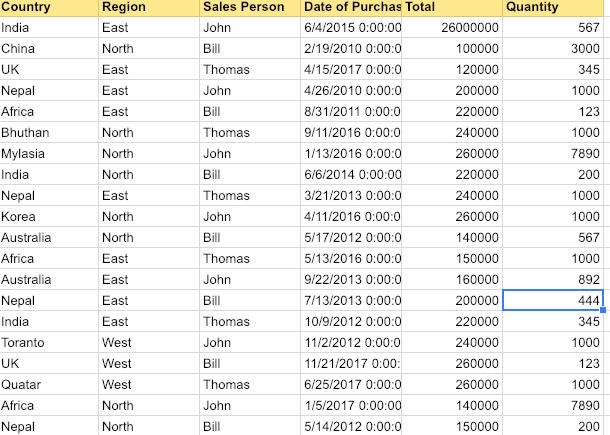 Country Region Sales Person Date of Purchas Total Quantity
India East John 6/4/2015 0:00:00 26000000 567
China North Bill 2/19/2010 0:00:0 100000 3000
UK East Thomas 4/15/2017 0:00:0 120000 345
Nepal East John 4/26/2010 0:00:0 200000 1000
Africa East Bill 8/31/2011 0:00:0 220000 123
Bhuthan North Thomas 9/11/2016 0:00:0 240000 1000
Mylasia North John 1/13/2016 0:00:0 260000 7890
India North Bill 6/6/2014 0:00:00 220000 200
Nepal East Thomas 3/21/2013 0:00:0 240000 1000
Korea North John 4/11/2016 0:00:0 260000 1000
Australia North Bill 5/17/2012 0:00:0 140000 567
Africa East Thomas 5/13/2016 0:00:0 150000 1000
Australia East John 9/22/2013 0:00:0 160000 892
Nepal East Bill 7/13/2013 0:00:0 200000 444
India East Thomas 10/9/2012 0:00:0 220000 345
Toranto West John 11/2/2012 0:00:0 240000 1000
UK West Bill 11/21/2017 0:00: 260000 123
Quatar West Thomas 6/25/2017 0:00:0 260000 1000
Africa North John 1/5/2017 0:00:00 140000 7890
Nepal North Bill 5/14/2012 0:00:0 150000 200